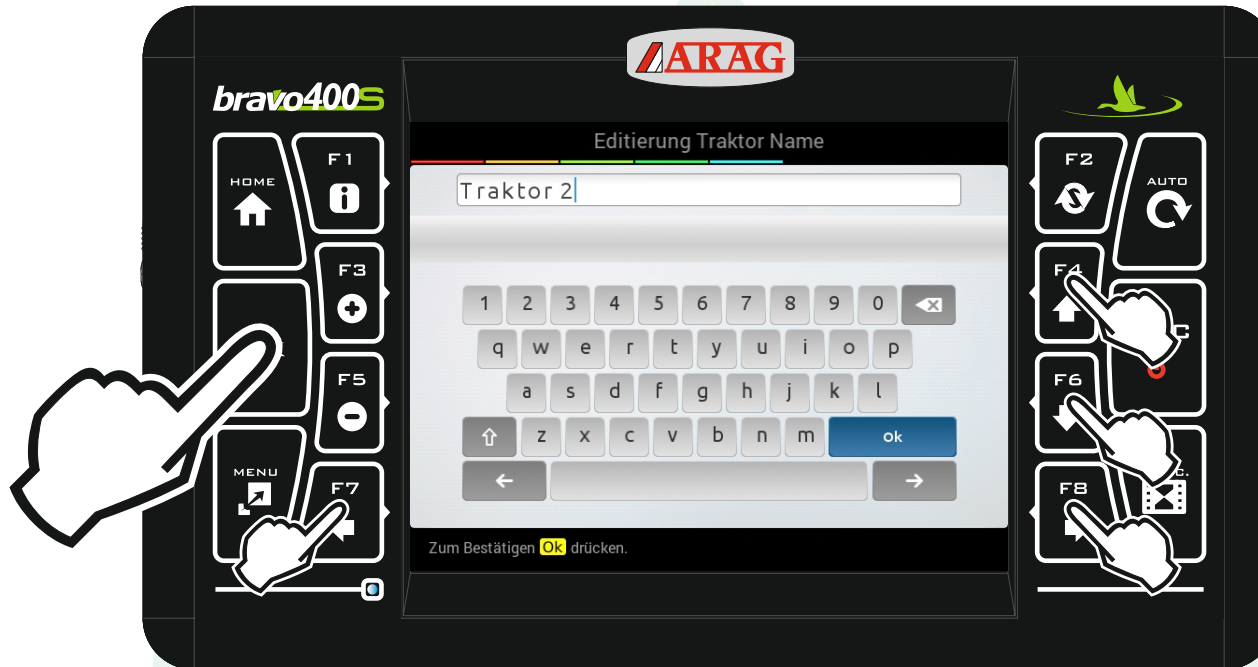 ARAG
bravo400S
Editierung Traktor Name
HOME
F1
F2
AUTO
Traktor 2
F3
F4
1 2 3 4 5 6 7 8 9 0
q w e r t y u i o p
F5
F6
a s d f g h j k l
z x c v b n m ok
MENU
F7
F8
Zum Bestätigen Ok drücken.